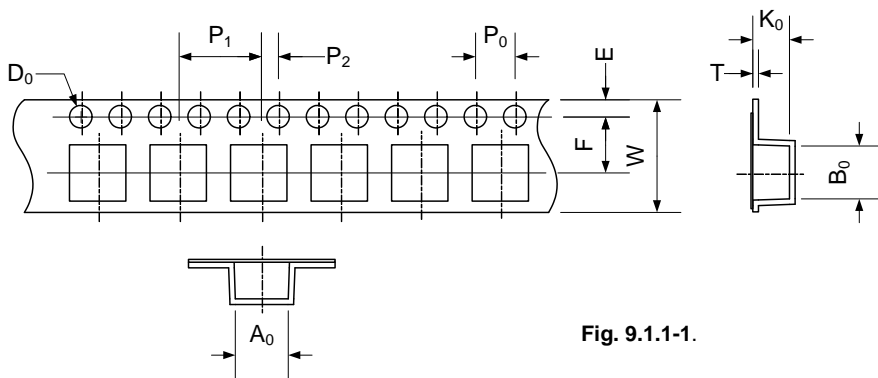 K₀
P₁
P₀
E
D₀
P₂
T
F
W
B₀
A₀
Fig. 9.1.1-1.